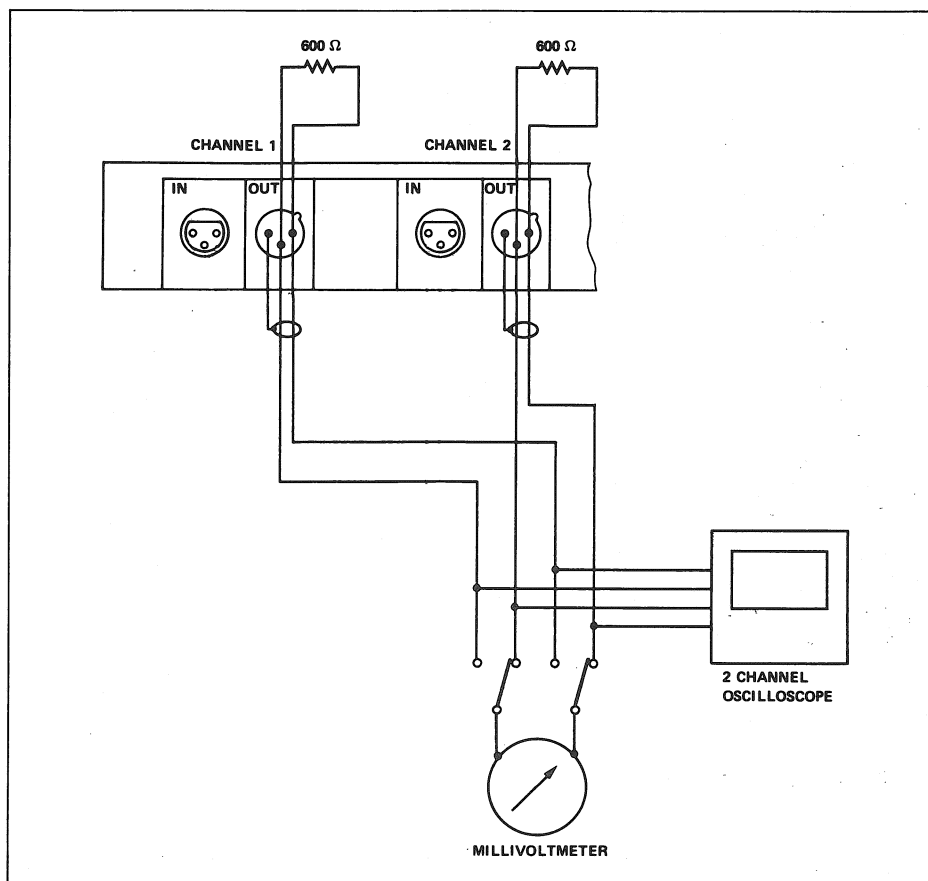 600 Ω
600 Ω
CHANNEL 1
CHANNEL 2
IN
OUT
IN
OUT
2 CHANNEL
OSCILLOSCOPE
MILLIVOLTMETER